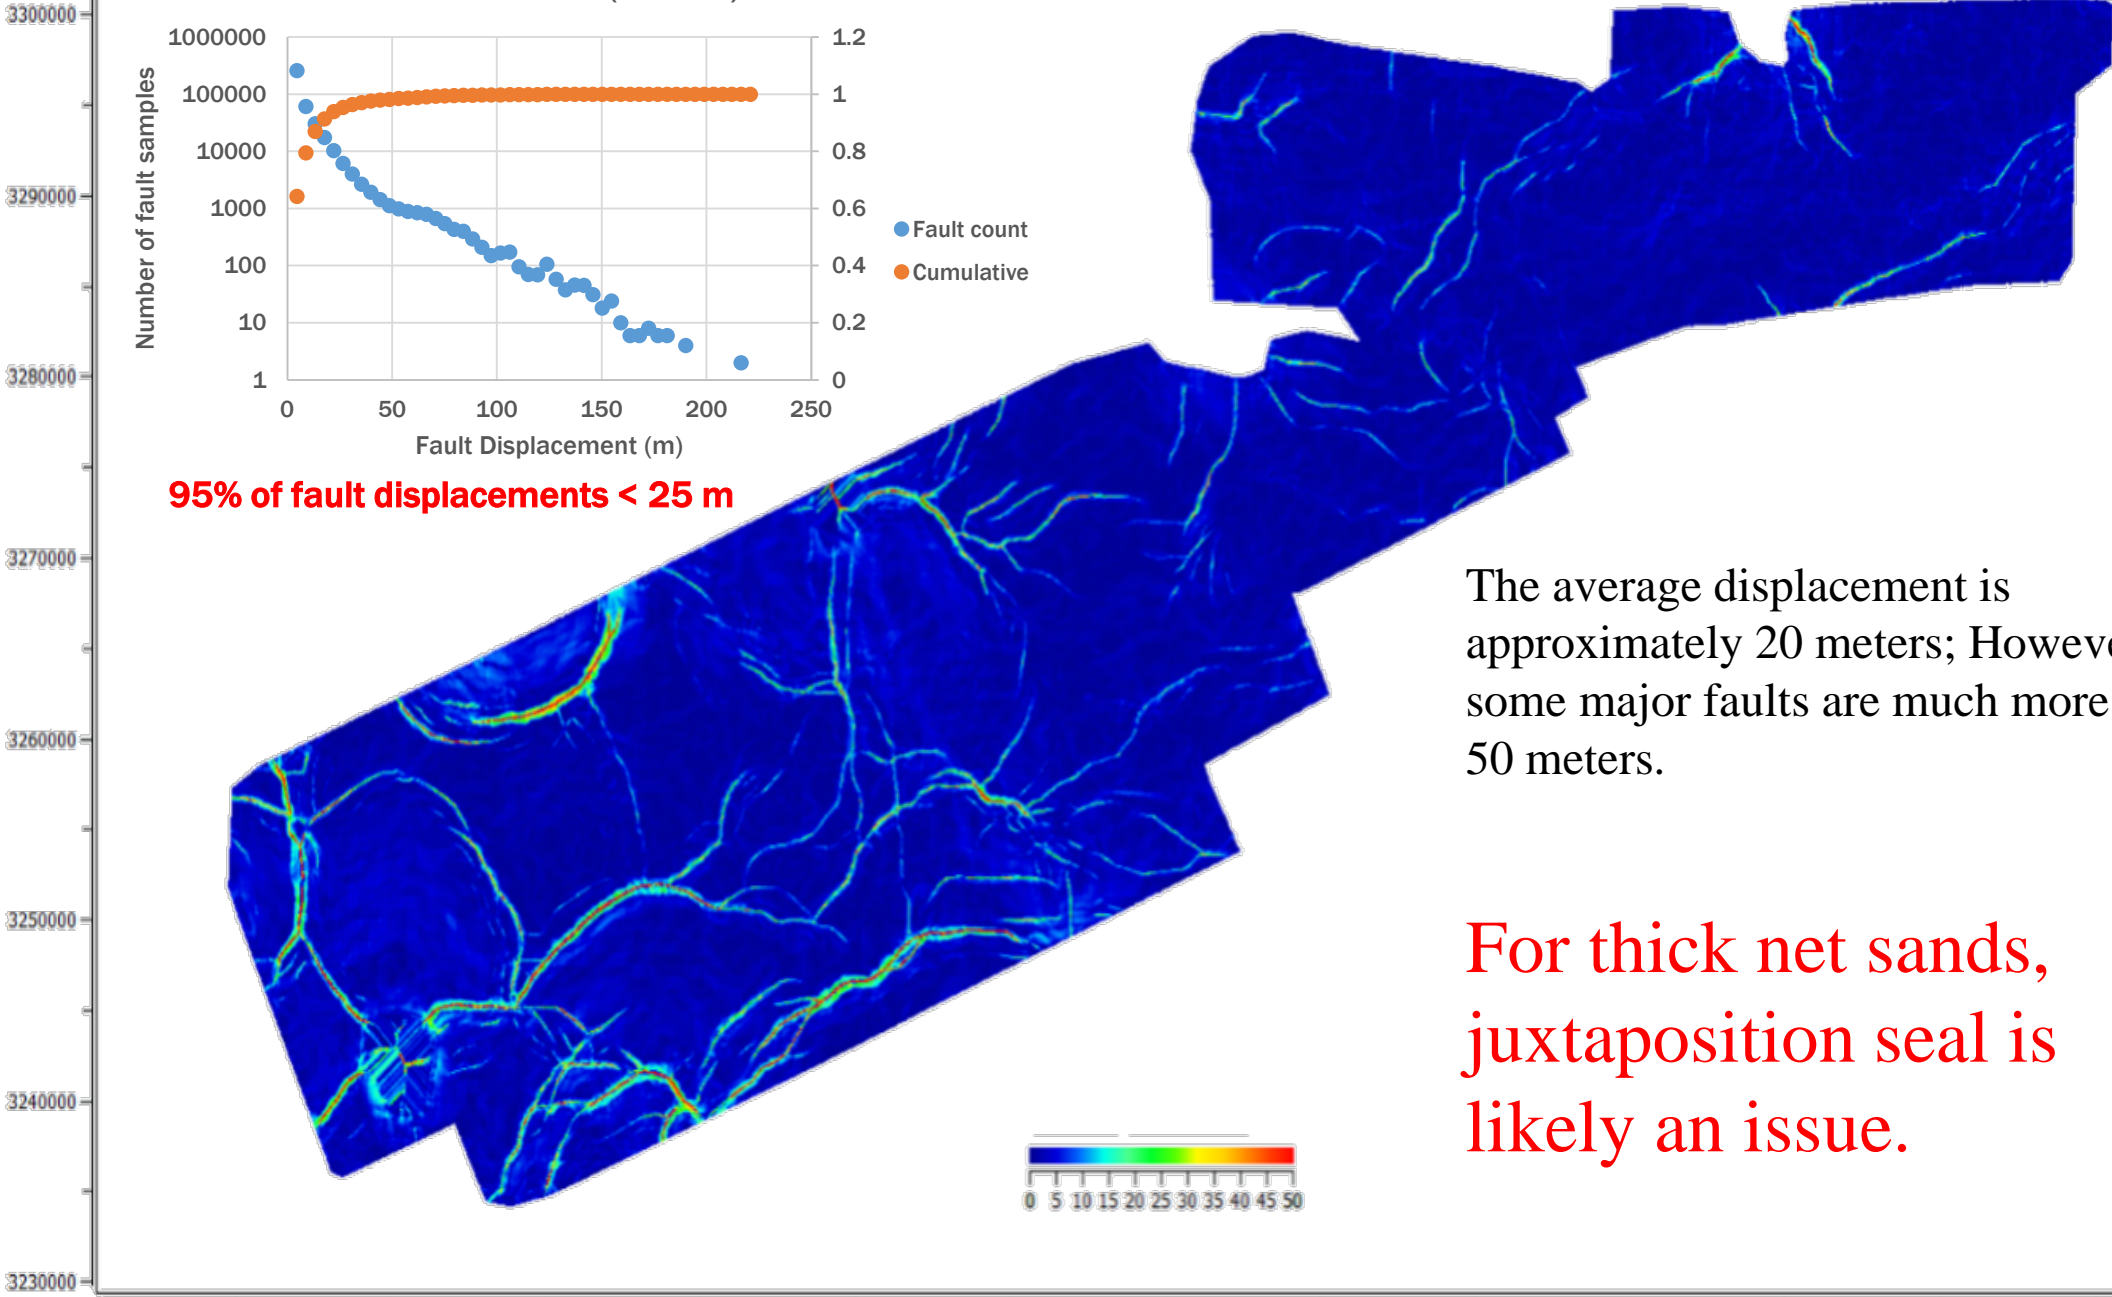 3300000
3290000
3280000
3270000
3260000
3250000
3240000
3230000
1000000
100000
10000
1000
100
10
1
1.2
1
0.8
0.6
0.4
0.2
0
Number of fault samples
0 50 100 150 200 250
Fault Displacement (m)
Fault count
Cumulative
95% of fault displacements < 25 m
The average displacement is
approximately 20 meters; Howeve
some major faults are much more
50 meters.
For thick net sands,
juxtaposition seal is
likely an issue.
0 5 10 15 20 25 30 35 40 45 50